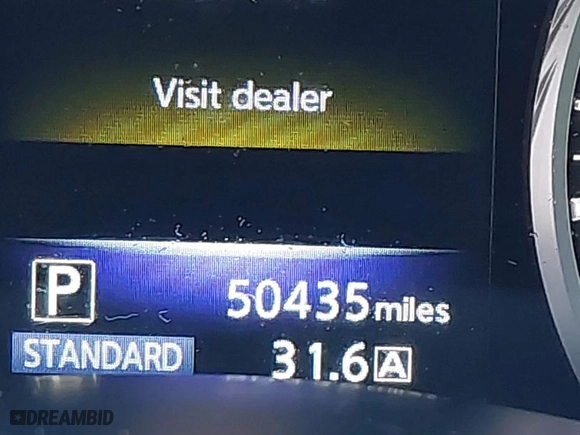 Visit dealer
P 50435 miles
STANDARD 31.6 A
DREAMBID